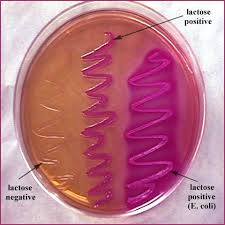 lactose
positive
lactose
negative
lactose
positive
(E. coli)